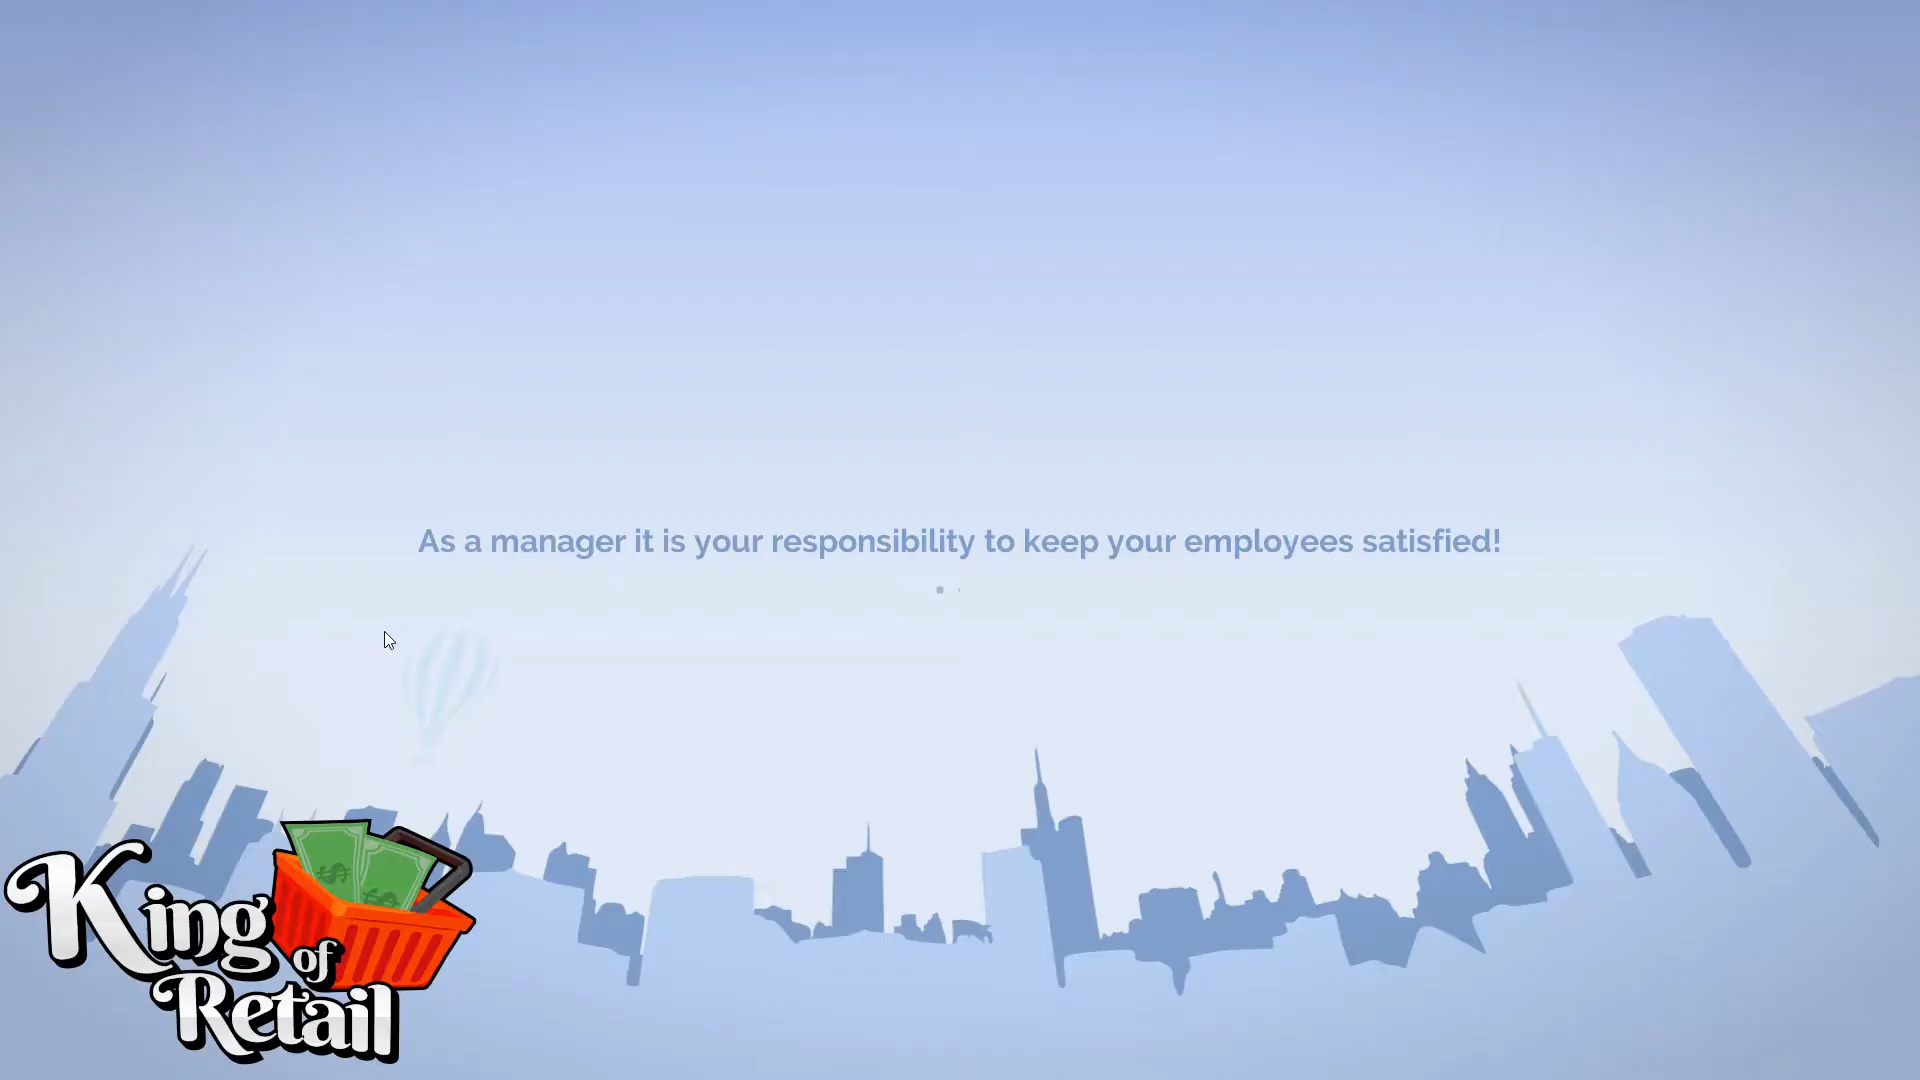 As a manager it is your responsibility to keep your employees satisfied!
King
of
Retail